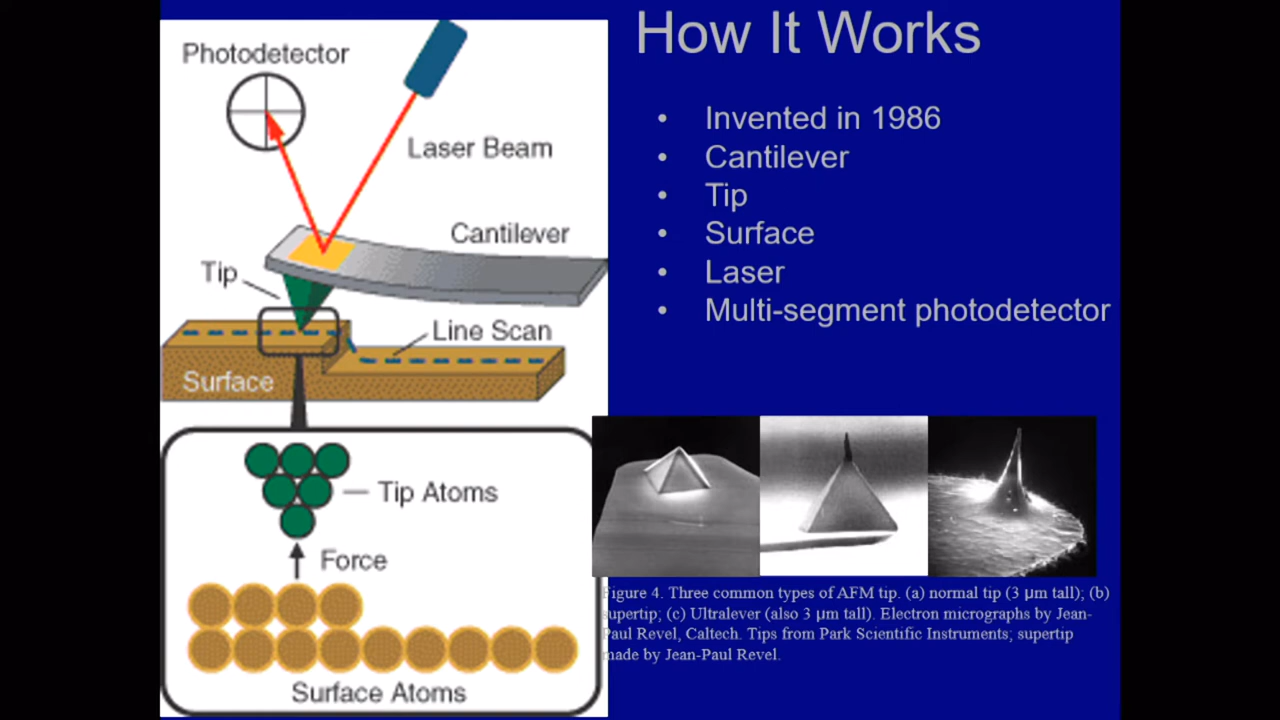 How It Works
• Invented in 1986
• Cantilever
• Tip
• Surface
• Laser
• Multi-segment photodetector
Photodetector
Laser Beam
Cantilever
Tip
Line Scan
Surface
Tip Atoms
Force
Surface Atoms
Figure 4. Three common types of AFM tip. (a) normal tip (3 μm tall); (b)
supertip; (c) Ultralever (also 3 μm tall). Electron micrographs by Jean-
Paul Revel, Caltech. Tips from Park Scientific Instruments; supertip
made by Jean-Paul Revel.